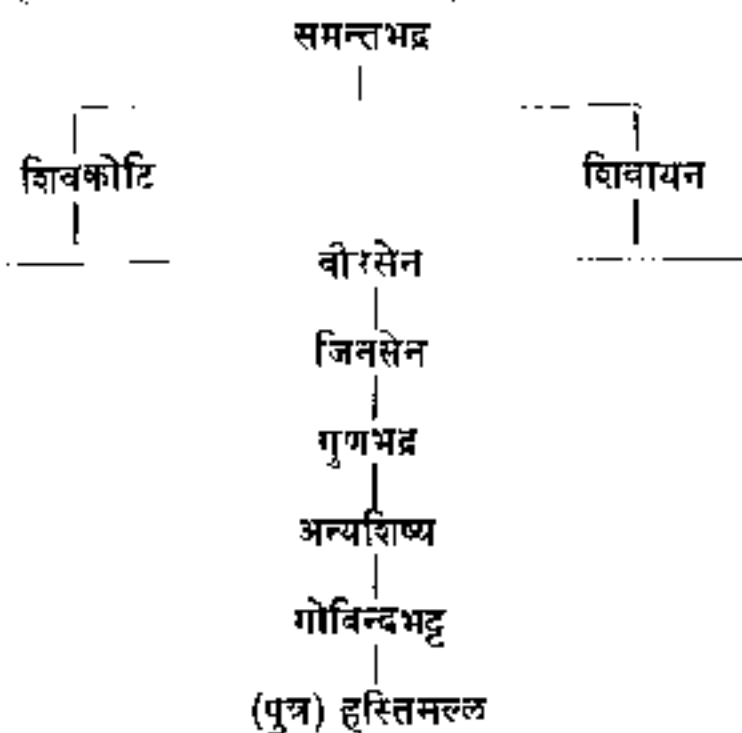 समन्तभद्र
शिवकोटि शिवायन
वीरसेन
जिनसेन
गुणभद्र
अन्यशिष्य
गोविन्दभट्ट
(पुत्र) हस्तिमल्ल